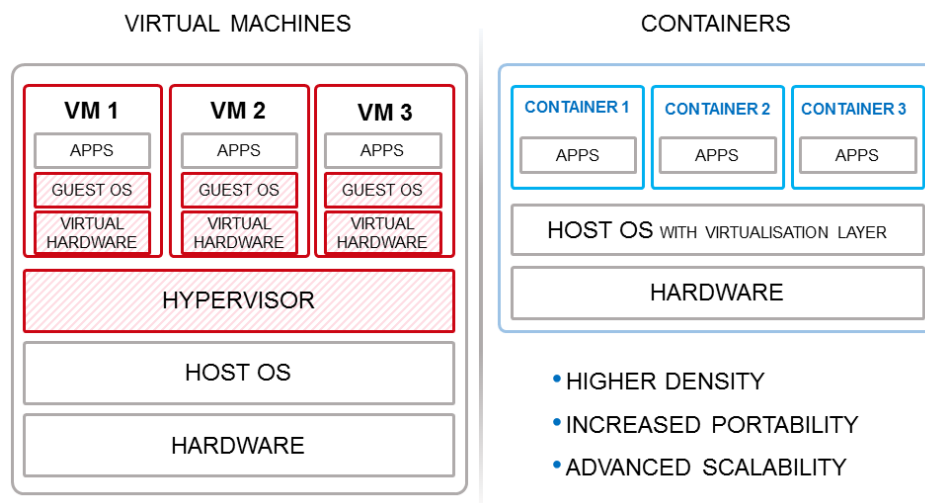 VIRTUAL MACHINES
VM 1
APPS
GUEST OS
VIRTUAL
HARDWARE
VM 2
APPS
GUEST OS
VIRTUAL
HARDWARE
VM 3
APPS
GUEST OS
VIRTUAL
HARDWARE
HYPERVISOR
HOST OS
HARDWARE
CONTAINERS
CONTAINER 1
APPS
CONTAINER 2
APPS
CONTAINER 3
APPS
HOST OS WITH VIRTUALISATION LAYER
HARDWARE
• HIGHER DENSITY
• INCREASED PORTABILITY
• ADVANCED SCALABILITY